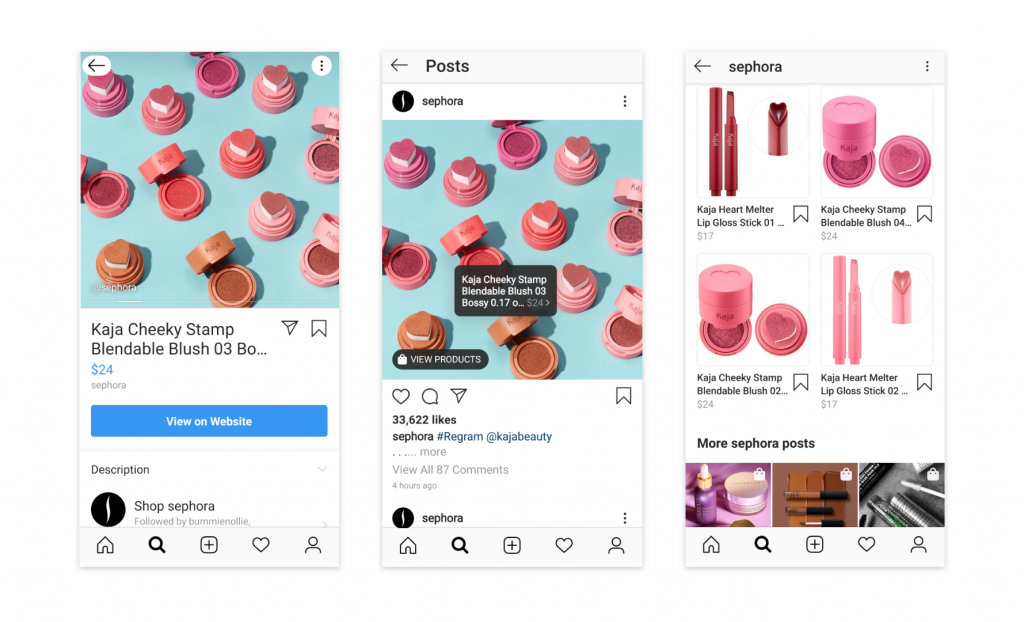 @sephora
Kaja Cheeky Stamp
Blendable Blush 03 Bo...
$24
sephora
View on Website
Description
Shop sephora
Followed by bummienollie,
Posts
sephora
Kaja
Kaja Cheeky Stamp
Blendable Blush 03
Bossy 0.17 o... $24 >
VIEW PRODUCTS
33,622 likes
sephora #Regram @kajabeauty
. . ... more
View All 87 Comments
4 hours ago
sephora
sephora
Kaja
Kaja
Kaja Heart Melter
Lip Gloss Stick 01 ...
$17
Kaja Cheeky Stamp
Blendable Blush 04...
$24
Kaja
Kaja
Kaja Cheeky Stamp
Blendable Blush 02...
$24
Kaja Heart Melter
Lip Gloss Stick 02 ...
$17
More sephora posts